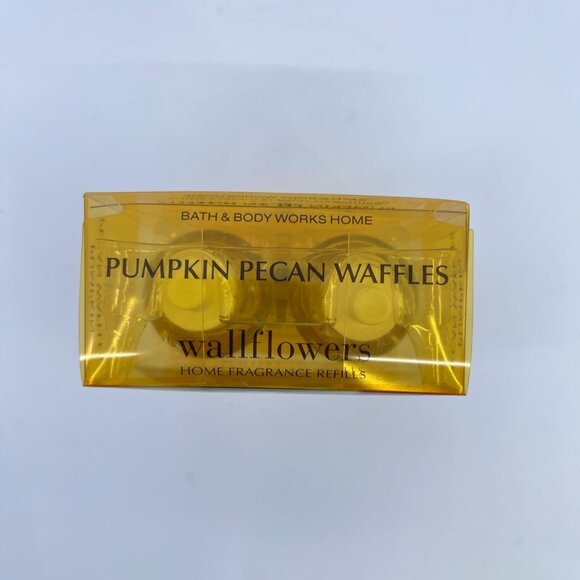 BATH & BODY WORKS HOME
PUMPKIN PECAN WAFFLES
wallflowers
HOME FRAGRANCE REFILLS